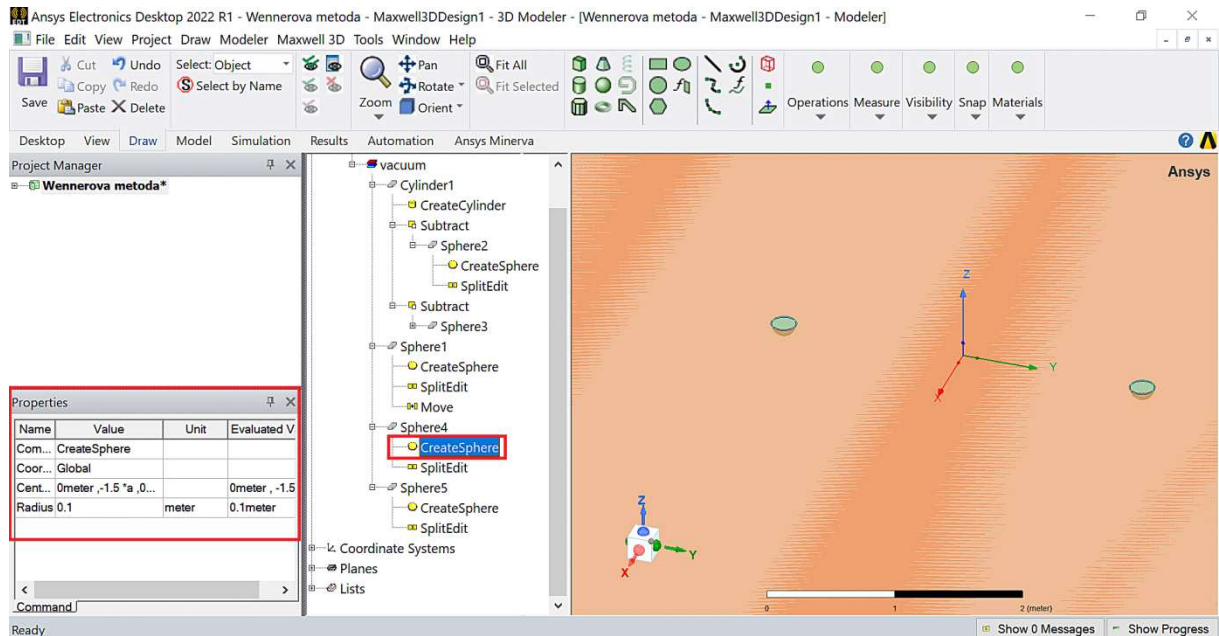 Ansys Electronics Desktop 2022 R1 - Wennerova metoda - Maxwell3DDesign1 - 3D Modeler - [Wennerova metoda - Maxwell3DDesign1 - Modeler]
File Edit View Project Draw Modeler Maxwell 3D Tools Window Help
Save
Cut Undo
Copy Redo
Paste Delete
Select: Object
Select by Name
Zoom
Pan
Rotate
Orient
Fit All
Fit Selected
Operations Measure Visibility Snap Materials
Desktop View Draw Model Simulation Results Automation Ansys Minerva
Project Manager
Wennerova metoda*
Properties
Name Value Unit Evaluated V
Com... CreateSphere
Coor... Global
Cent... 0meter ,-1.5 *a ,0... 0meter , -1.5
Radius 0.1 meter 0.1meter
Command
vacuum
Cylinder1
CreateCylinder
Subtract
Sphere2
CreateSphere
SplitEdit
Subtract
Sphere3
Sphere1
CreateSphere
SplitEdit
Move
Sphere4
CreateSphere
SplitEdit
Sphere5
CreateSphere
SplitEdit
Coordinate Systems
Planes
Lists
Ansys
Z
Y
X
Z
Y
X
0 1 2 (meter)
Ready
Show 0 Messages Show Progress